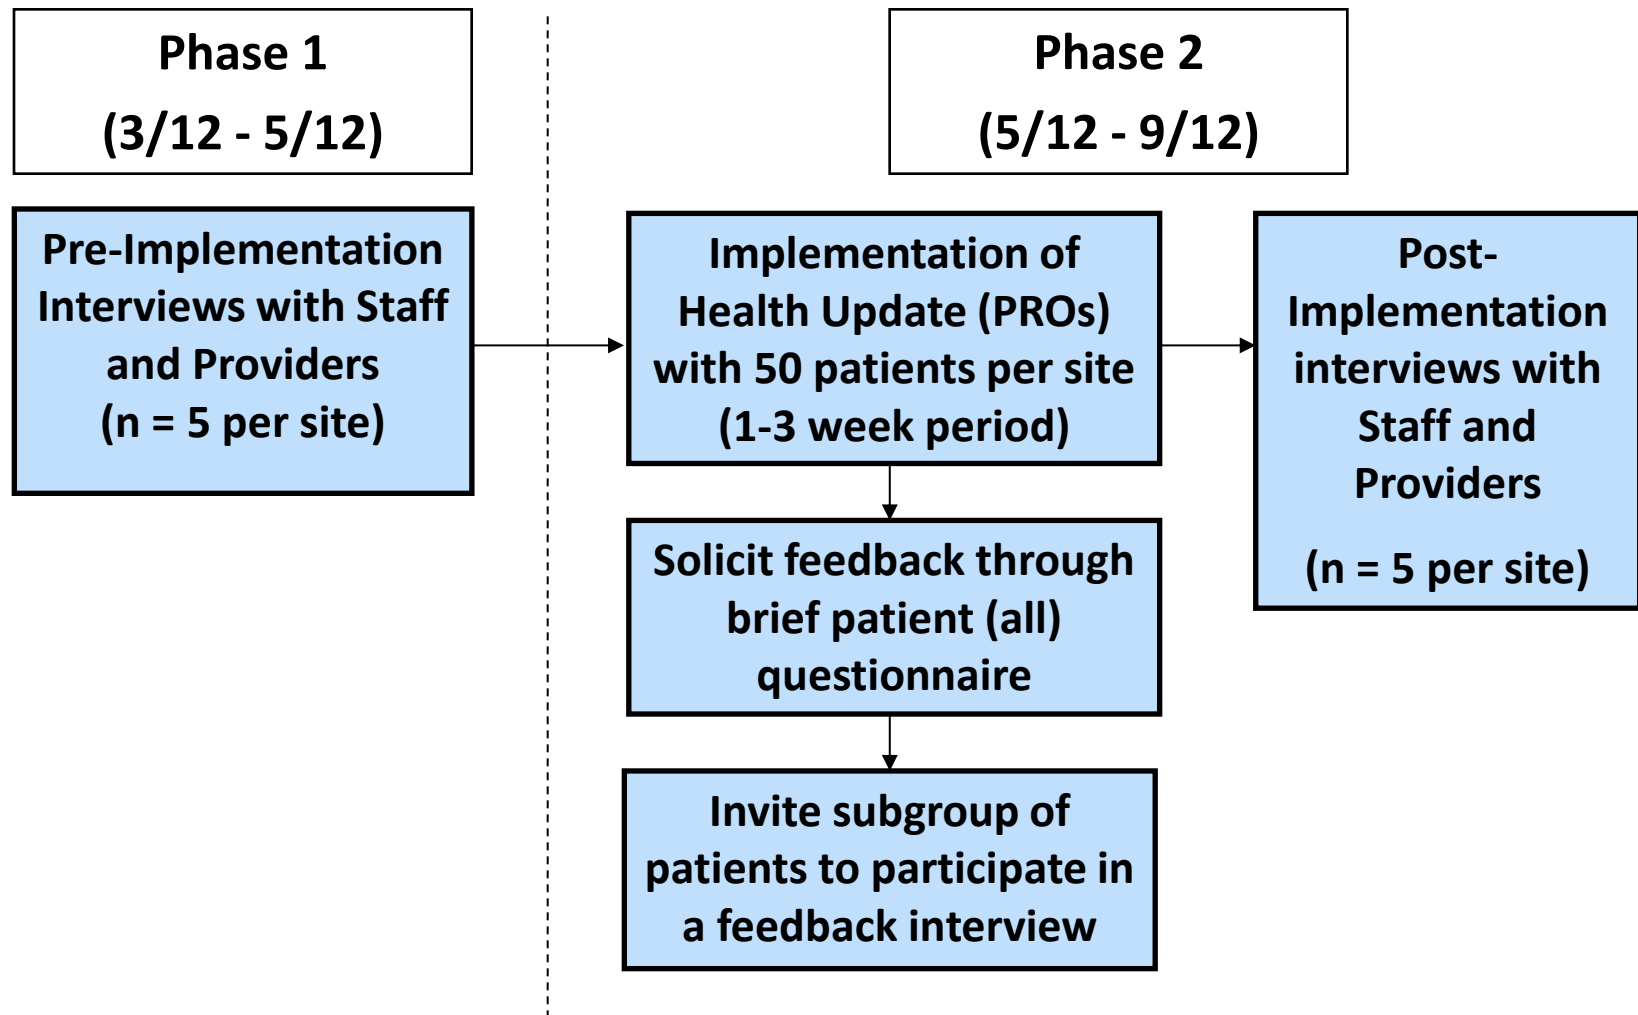 Phase 1
(3/12 - 5/12)
Phase 2
(5/12 - 9/12)
Pre-Implementation
Interviews with Staff
and Providers
(n = 5 per site)
Implementation of
Health Update (PROs)
with 50 patients per site
(1-3 week period)
Post-
Implementation
interviews with
Staff and
Providers
(n = 5 per site)
Solicit feedback through
brief patient (all)
questionnaire
Invite subgroup of
patients to participate in
a feedback interview